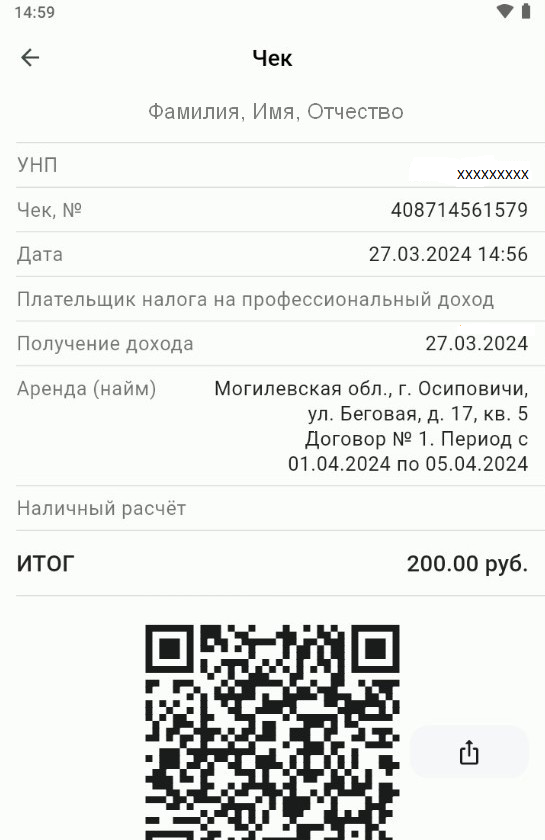 14:59
Чек
Фамилия, Имя, Отчество
УНП xxxxxxxxx
Чек, № 408714561579
Дата 27.03.2024 14:56
Плательщик налога на профессиональный доход
Получение дохода 27.03.2024
Аренда (найм) Могилевская обл., г. Осиповичи,
ул. Беговая, д. 17, кв. 5
Договор № 1. Период с
01.04.2024 по 05.04.2024
Наличный расчёт
ИТОГ 200.00 руб.